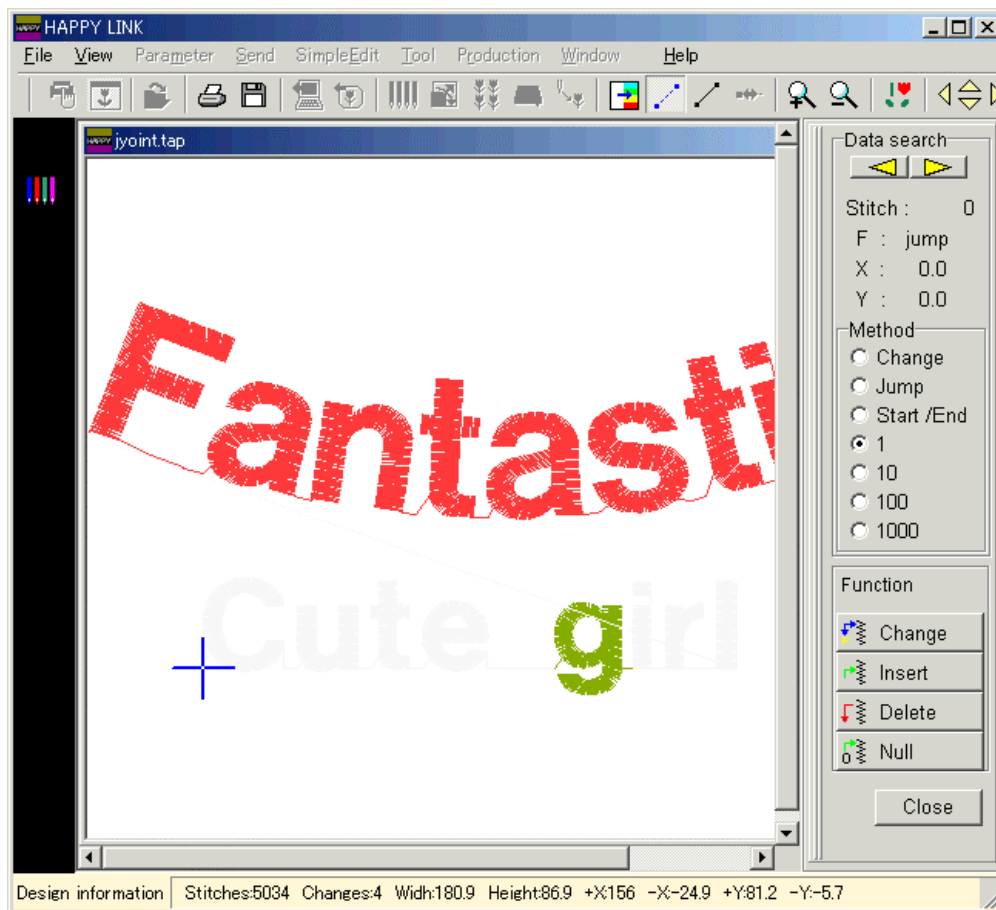 HAPPY LINK
File View Parameter Send SimpleEdit Tool Production Window Help
HAPPY jyoint.tap
Fantasti
Cute girl
Data search
Stitch : 0
F : jump
X : 0.0
Y : 0.0
Method
Change
Jump
Start /End
1
10
100
1000
Function
Change
Insert
Delete
Null
Close
Design information Stitches:5034 Changes:4 Widh:180.9 Height:86.9 +X:156 -X:-24.9 +Y:81.2 -Y:-5.7